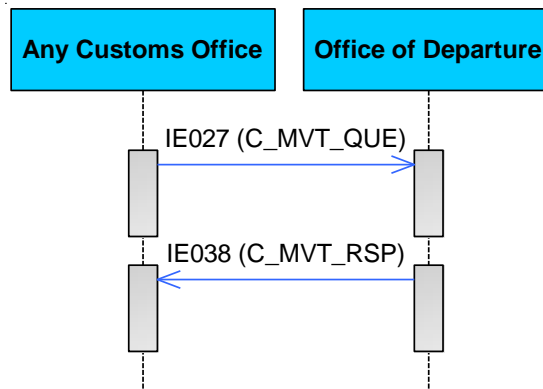 Any Customs Office
Office of Departure
IE027 (C_MVT_QUE)
IE038 (C_MVT_RSP)